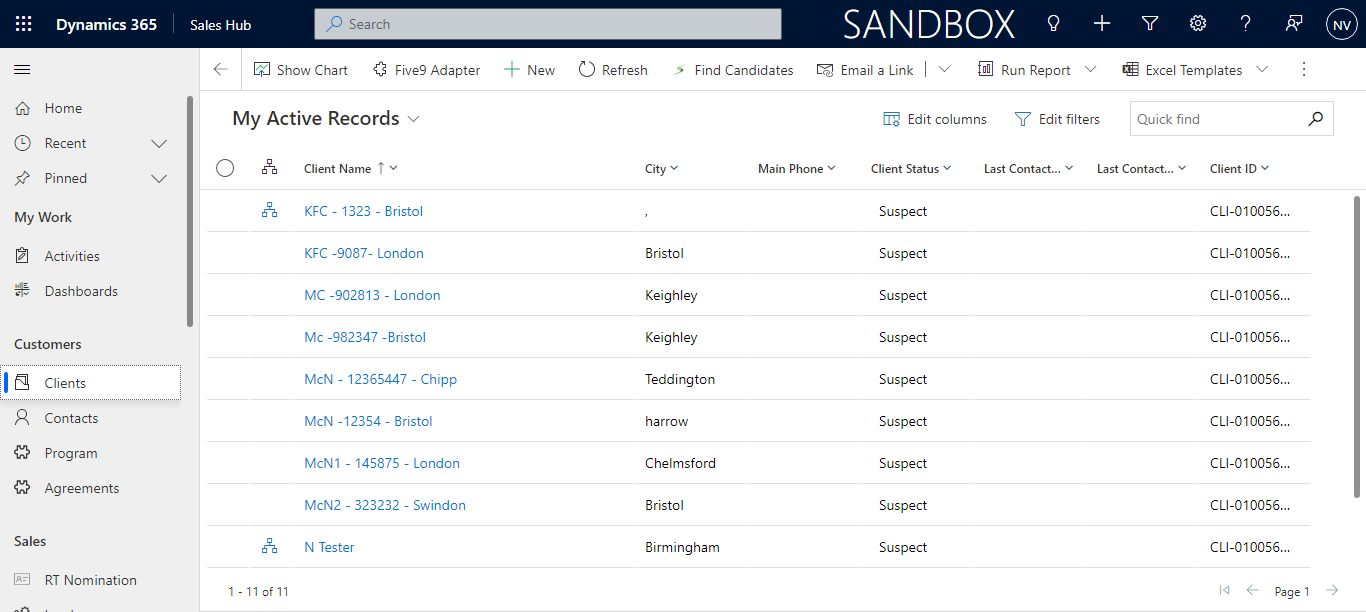 Dynamics 365 Sales Hub Search SANDBOX ? NV
Show Chart Five9 Adapter New Refresh Find Candidates Email a Link Run Report Excel Templates
Home
Recent
Pinned
My Work
Activities
Dashboards
Customers
Clients
Contacts
Program
Agreements
Sales
RT Nomination
My Active Records Edit columns Edit filters Quick find
Client Name ↑ City Main Phone Client Status Last Contact... Last Contact... Client ID
KFC - 1323 - Bristol , Suspect CLI-010056...
KFC -9087- London Bristol Suspect CLI-010056...
MC -902813 - London Keighley Suspect CLI-010056...
Mc -982347 -Bristol Keighley Suspect CLI-010056...
McN - 12365447 - Chipp Teddington Suspect CLI-010056...
McN -12354 - Bristol harrow Suspect CLI-010056...
McN1 - 145875 - London Chelmsford Suspect CLI-010056...
McN2 - 323232 - Swindon Bristol Suspect CLI-010056...
N Tester Birmingham Suspect CLI-010056...
1 - 11 of 11 Page 1